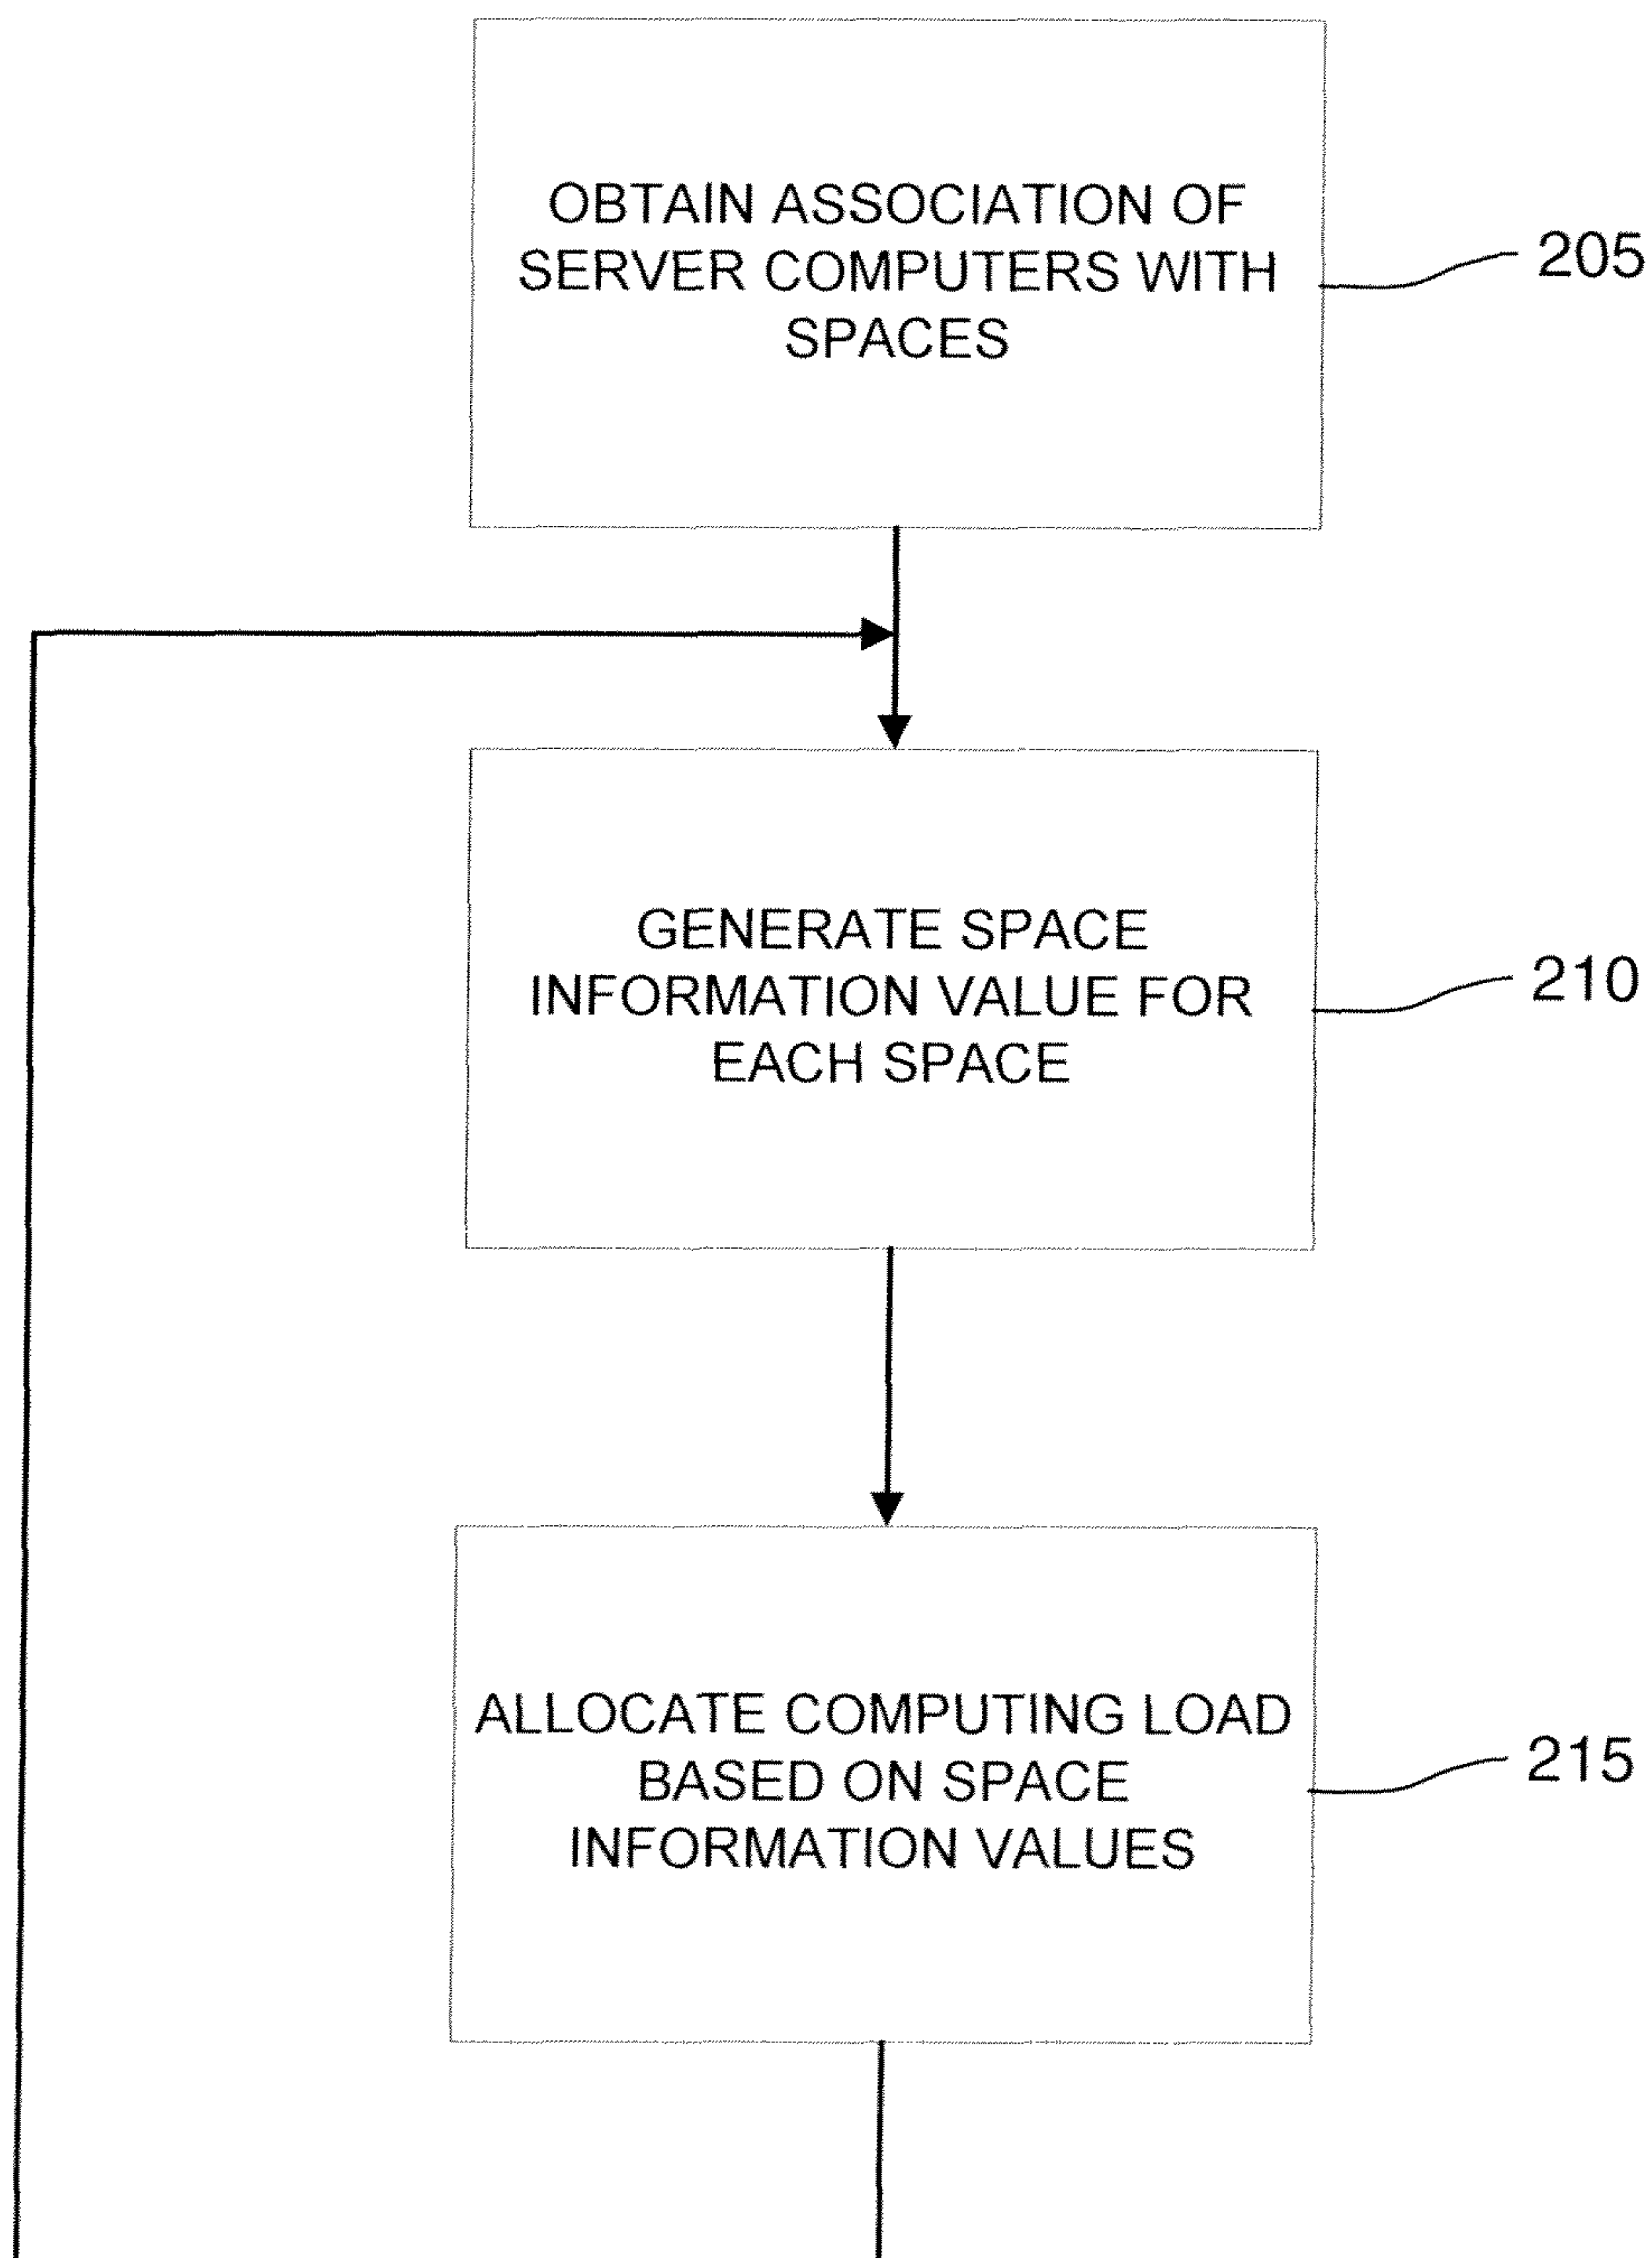 OBTAIN ASSOCIATION OF
SERVER COMPUTERS WITH
SPACES
205
GENERATE SPACE
INFORMATION VALUE FOR
EACH SPACE
210
ALLOCATE COMPUTING LOAD
BASED ON SPACE
INFORMATION VALUES
215